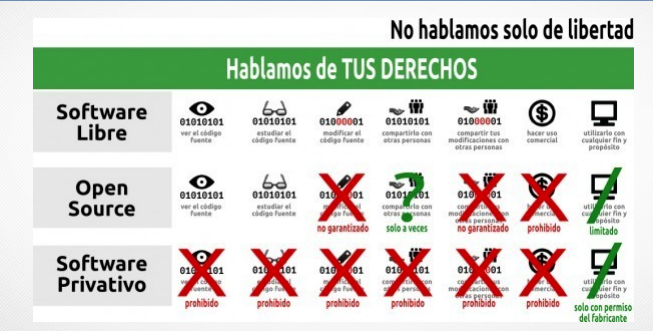 No hablamos solo de libertad
Hablamos de TUS DERECHOS
Software
Libre
01010101
ver el código
fuente
01010101
estudiar el
código fuente
01000001
modificar el
código fuente
01010101
compartirlo con
otras personas
01000001
compartir tus
modificaciones con
otras personas
$
hacer uso
comercial
utilizarlo con
cualquier fin y
propósito
Open
Source
01010101
ver el código
fuente
01010101
estudiar el
código fuente
no garantizado
?
solo a veces
no garantizado
prohibido
limitado
Software
Privativo
prohibido
prohibido
prohibido
prohibido
prohibido
prohibido
solo con permiso
del fabricante